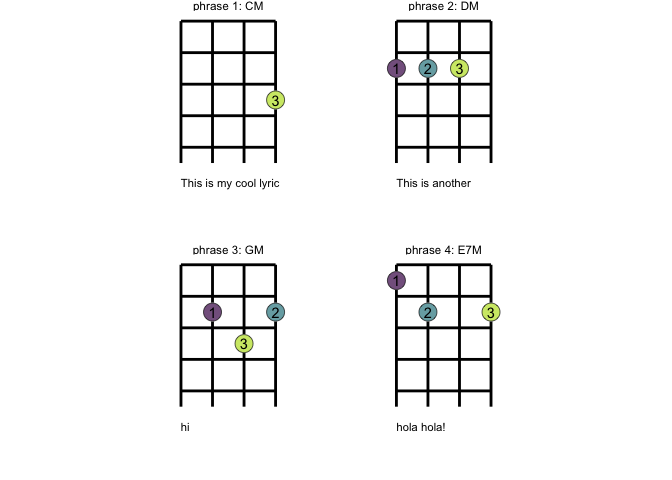 phrase 1: CM
phrase 2: DM
3
1 2 3
This is my cool lyric
This is another
phrase 3: GM
phrase 4: E7M
1 2
3
1
2 3
hi
hola hola!